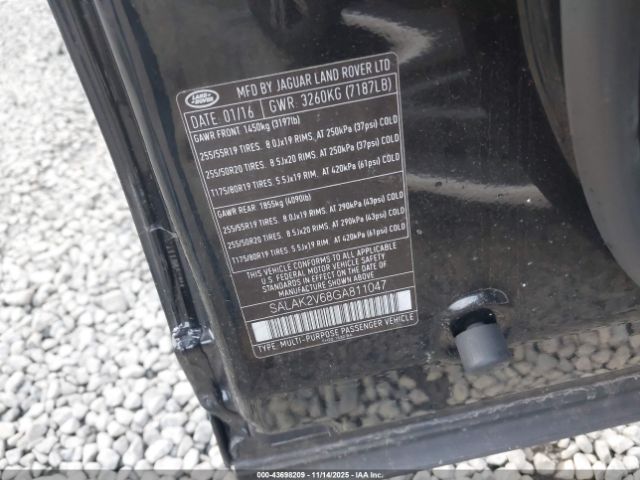 LAND ROVER
MFD BY JAGUAR LAND ROVER LTD
DATE: 01/16 GWR. 3260KG (7187LB)
GAWR FRONT 1450kg (3197lb)
255/55R19 TIRES. 8.0Jx19 RIMS, AT 250kPa (37psi) COLD
255/50R20 TIRES. 8.5Jx20 RIMS, AT 250kPa (37psi) COLD
T175/80R19 TIRES. 5.5Jx19 RIM. AT 420kPa (61psi) COLD
GAWR REAR 1855kg (4090lb)
255/55R19 TIRES. 8.0Jx19 RIMS, AT 290kPa (43psi) COLD
255/50R20 TIRES. 8.5Jx20 RIMS, AT 290kPa (43psi) COLD
T175/80R19 TIRES. 5.5Jx19 RIM, AT 420kPa (61psi) COLD
THIS VEHICLE CONFORMS TO ALL APPLICABLE
U.S. FEDERAL MOTOR VEHICLE SAFETY
STANDARDS IN EFFECT ON THE DATE OF
MANUFACTURE SHOWN ABOVE
SALAK2V68GA811047
TYPE: MULTI-PURPOSE PASSENGER VEHICLE
000-43698209 11/14/2025 IAAI.COM